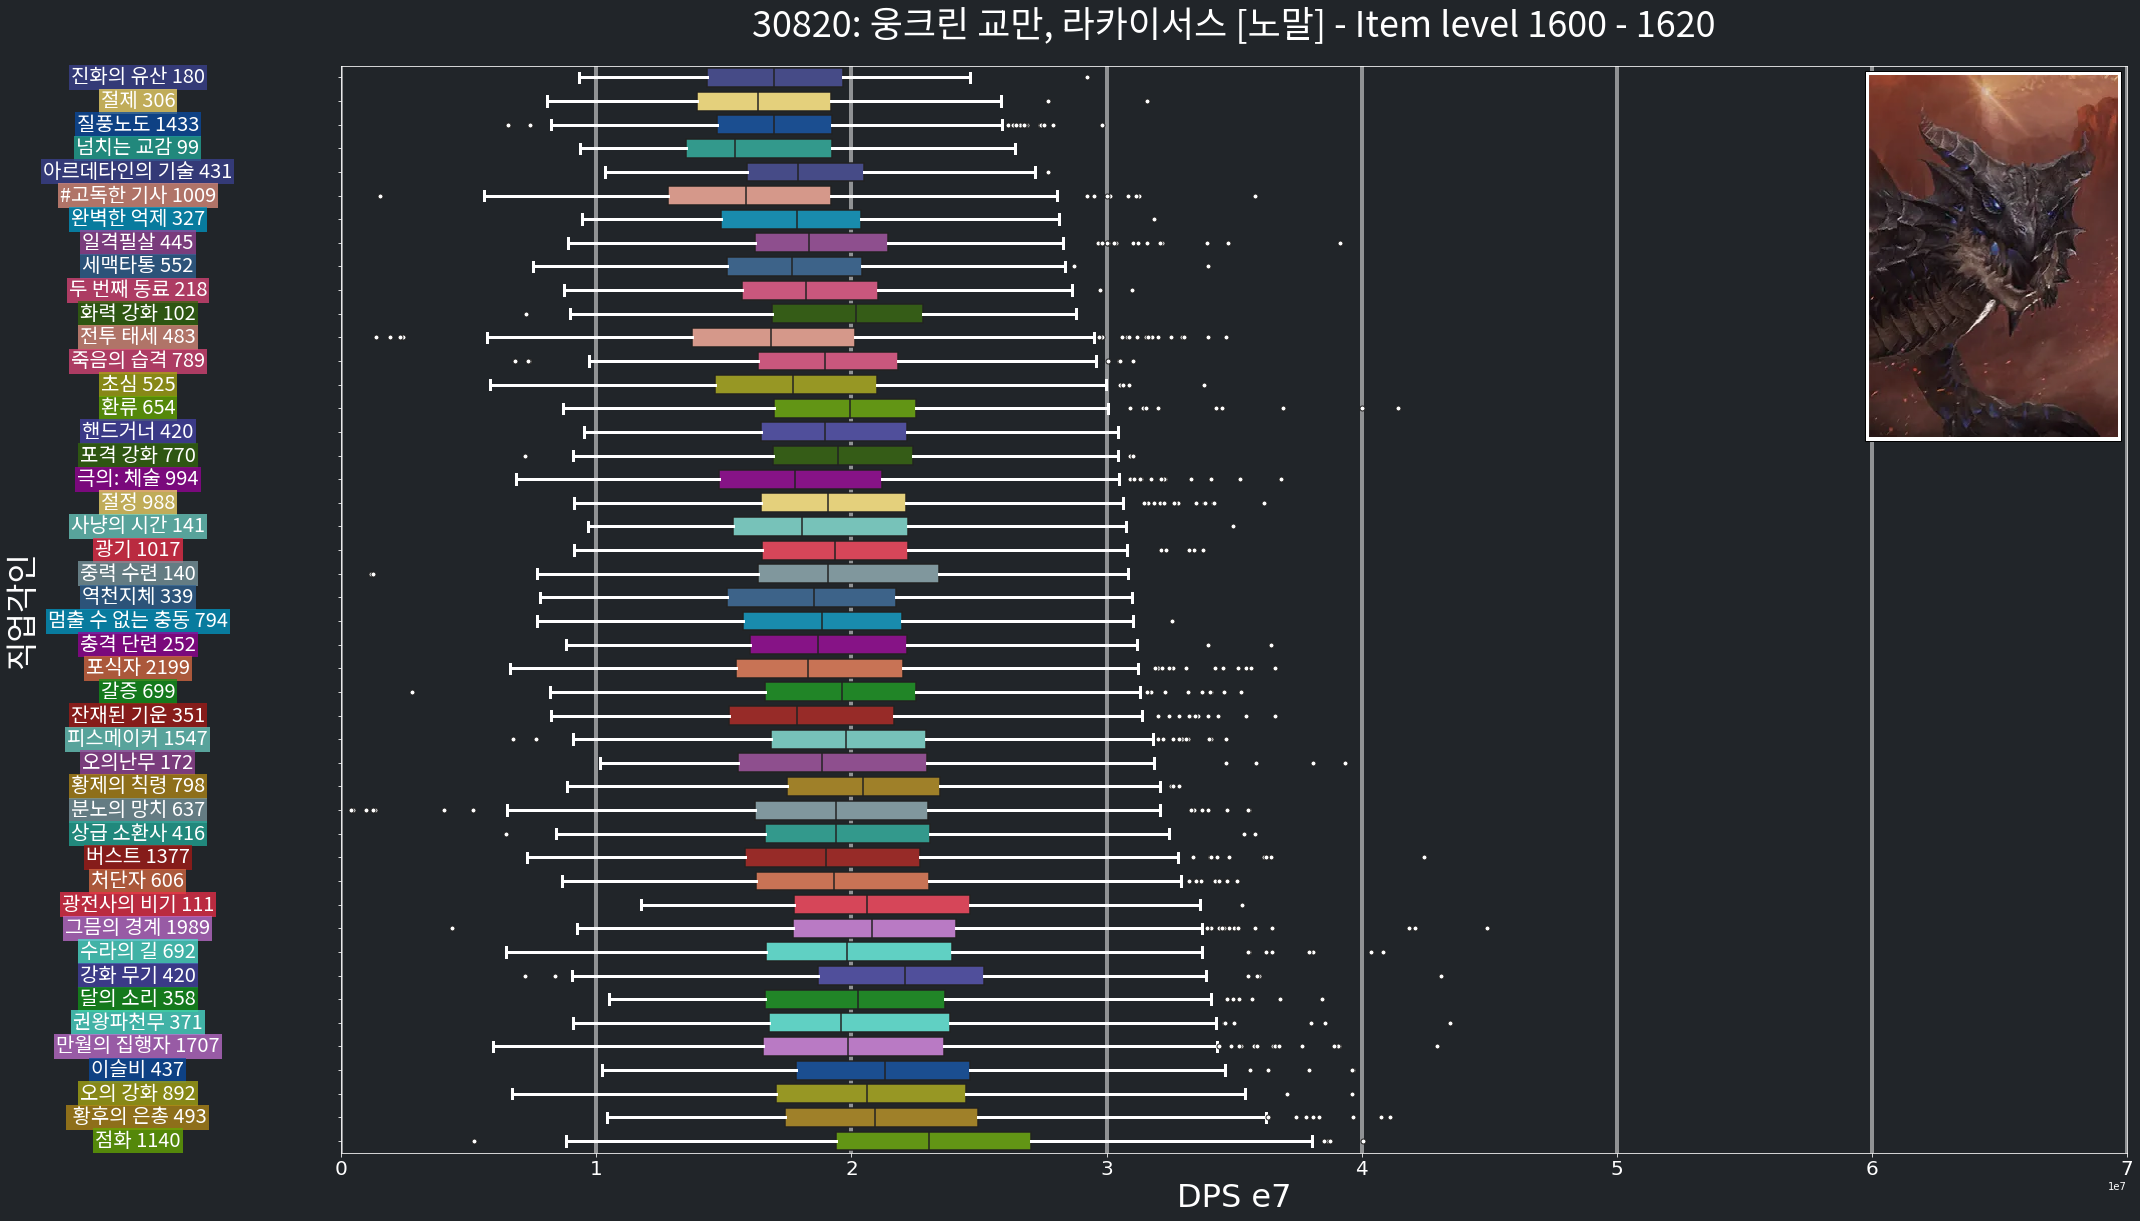 30820: 웅크린 교만, 라카이서스 [노말] - Item level 1600 - 1620
진화의 유산 180
절제 306
질풍노도 1433
넘치는 교감 99
아르데타인의 기술 431
#고독한 기사 1009
완벽한 억제 327
일격필살 445
세맥타통 552
두 번째 동료 218
화력 강화 102
전투 태세 483
죽음의 습격 789
초심 525
환류 654
핸드거너 420
포격 강화 770
극의: 체술 994
절정 988
사냥의 시간 141
광기 1017
중력 수련 140
역천지체 339
멈출 수 없는 충동 794
충격 단련 252
포식자 2199
갈증 699
잔재된 기운 351
피스메이커 1547
오의난무 172
황제의 칙령 798
분노의 망치 637
상급 소환사 416
버스트 1377
처단자 606
광전사의 비기 111
그믐의 경계 1989
수라의 길 692
강화 무기 420
달의 소리 358
권왕파천무 371
만월의 집행자 1707
이슬비 437
오의 강화 892
황후의 은총 493
점화 1140
직업각인
0 1 2 3 4 5 6 7
1e7
DPS e7